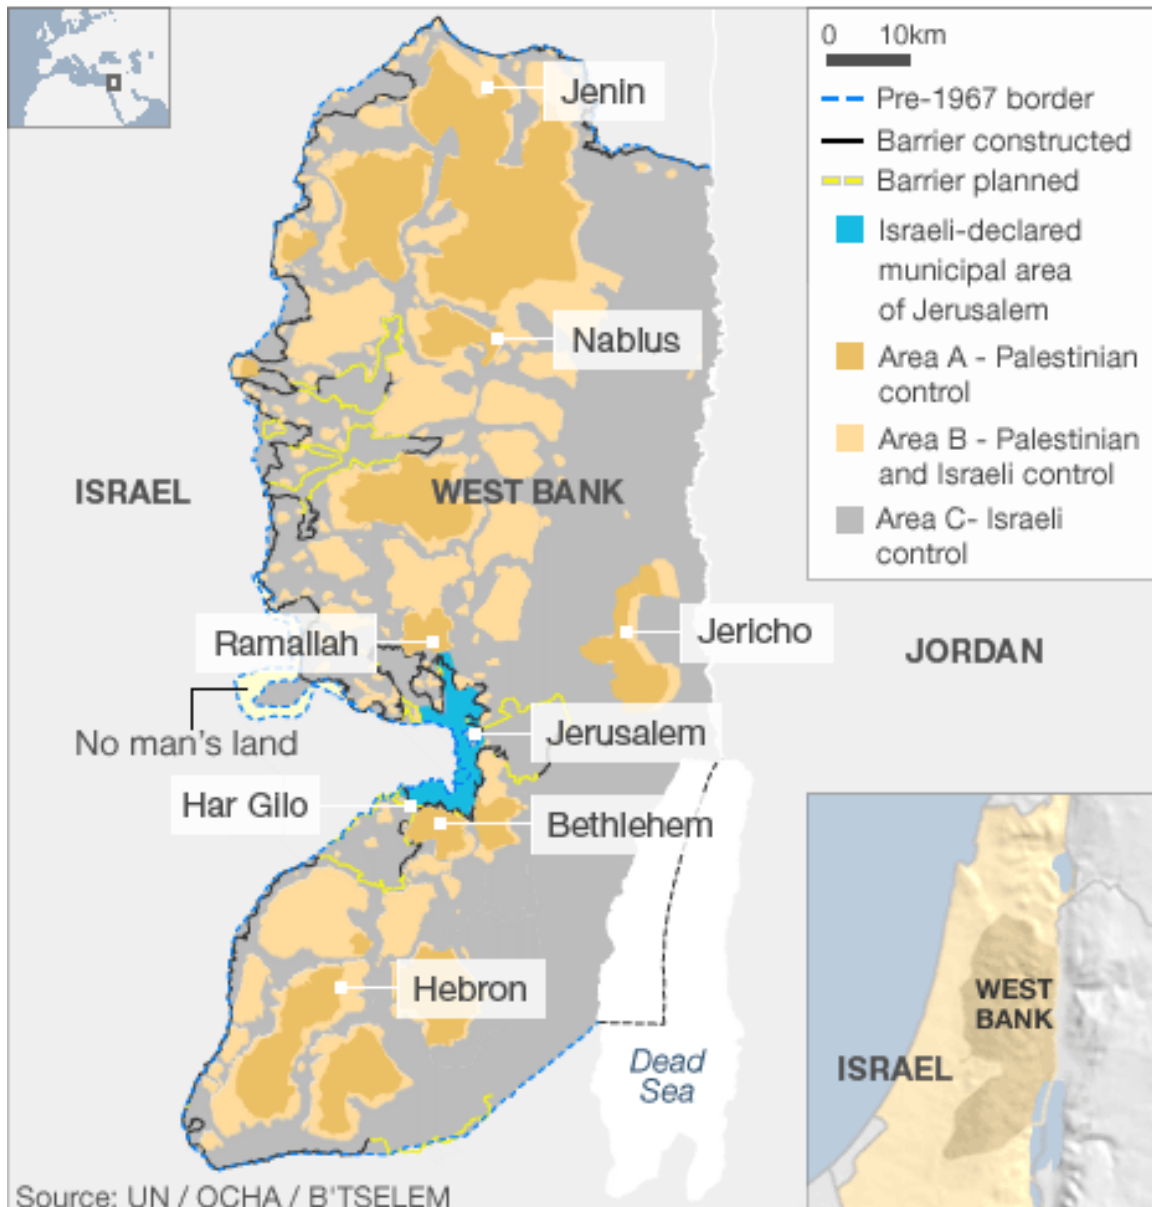 0 10km
Pre-1967 border
Barrier constructed
Barrier planned
Israeli-declared
municipal area
of Jerusalem
Area A - Palestinian
control
Area B - Palestinian
and Israeli control
Area C- Israeli
control
Jenin
Nablus
ISRAEL
WEST BANK
Ramallah
Jericho
JORDAN
No man's land
Jerusalem
Har Gilo
Bethlehem
Hebron
Dead
Sea
WEST
BANK
ISRAEL
Source: UN / OCHA / B'TSELEM